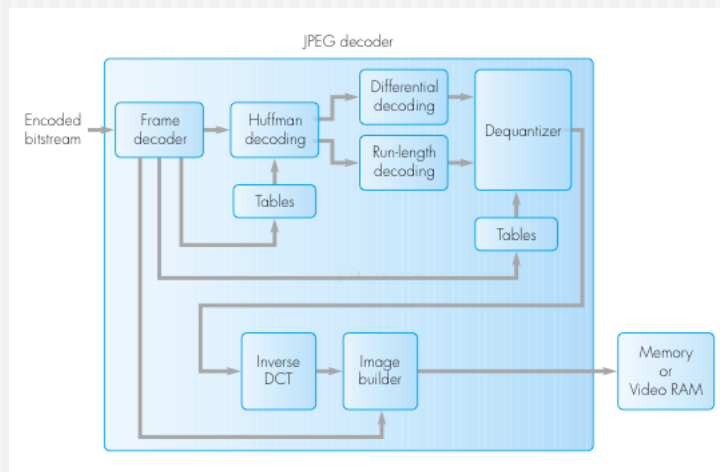 JPEG decoder
Encoded
bitstream
Frame
decoder
Huffman
decoding
Differential
decoding
Run-length
decoding
Dequantizer
Tables
Tables
Inverse
DCT
Image
builder
Memory
or
Video RAM